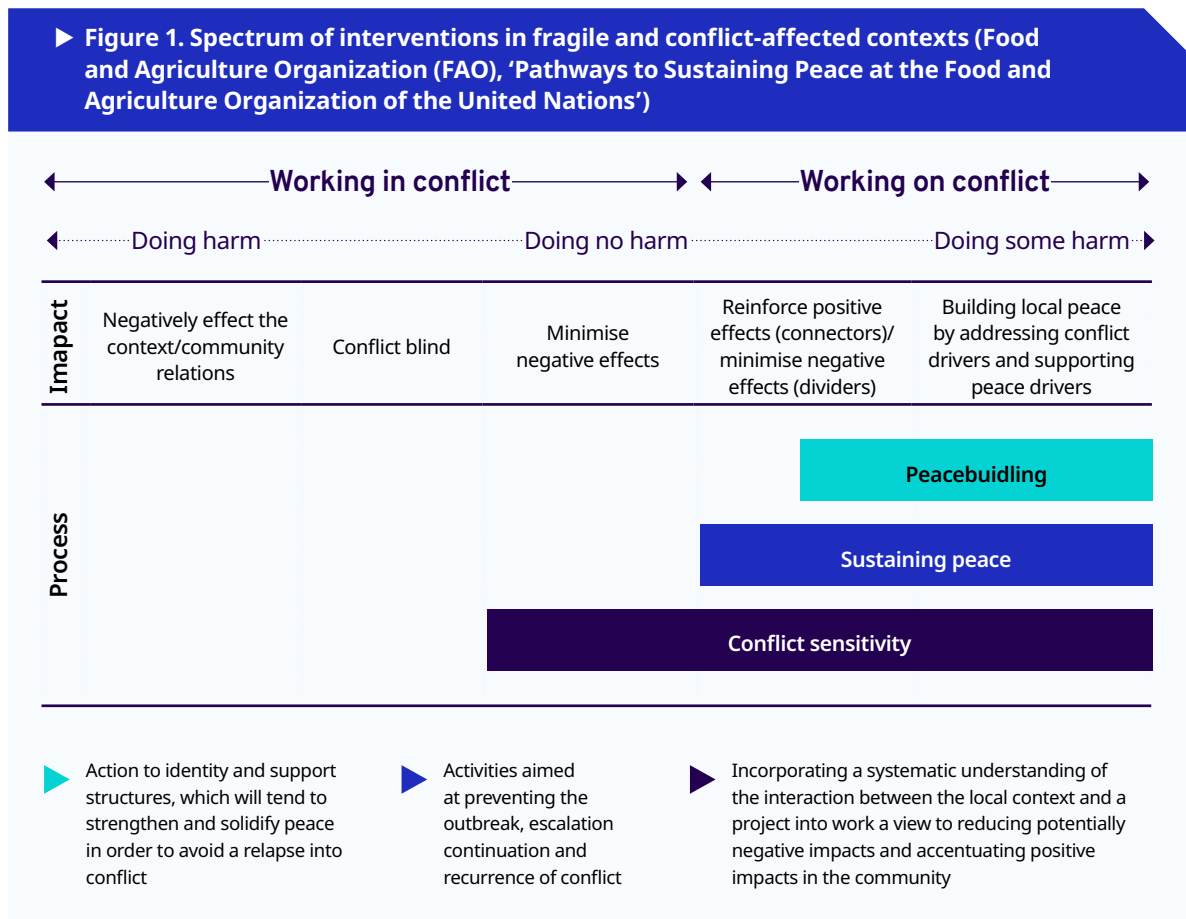 Figure 1. Spectrum of interventions in fragile and conflict-affected contexts (Food
and Agriculture Organization (FAO), ‘Pathways to Sustaining Peace at the Food and
Agriculture Organization of the United Nations’)
Working in conflict
Working on conflict
Doing harm
Doing no harm
Doing some harm
Imapact
Negatively effect the
context/community
relations
Conflict blind
Minimise
negative effects
Reinforce positive
effects (connectors)/
minimise negative
effects (dividers)
Building local peace
by addressing conflict
drivers and supporting
peace drivers
Process
Peacebuidling
Sustaining peace
Conflict sensitivity
Action to identity and support
structures, which will tend to
strengthen and solidify peace
in order to avoid a relapse into
conflict
Activities aimed
at preventing the
outbreak, escalation
continuation and
recurrence of conflict
Incorporating a systematic understanding of
the interaction between the local context and a
project into work a view to reducing potentially
negative impacts and accentuating positive
impacts in the community